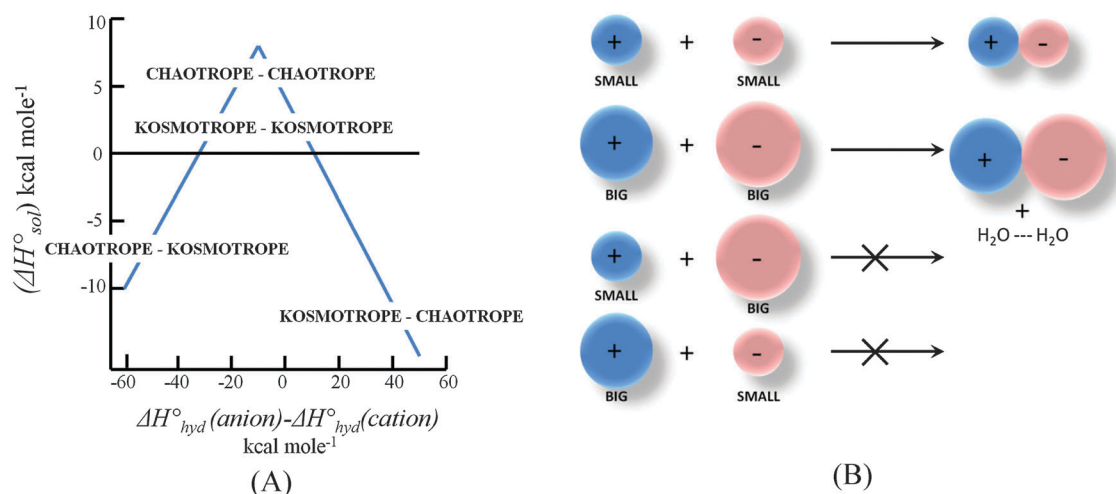 10
5
0
-5
-10
(ΔH°sol) kcal mole-1
CHAOTROPE - CHAOTROPE
KOSMOTROPE - KOSMOTROPE
CHAOTROPE - KOSMOTROPE
KOSMOTROPE - CHAOTROPE
-60 -40 -20 0 20 40 60
ΔH°hyd (anion)-ΔH°hyd(cation)
kcal mole-1
(A)
+ + - + -
SMALL SMALL
+ + - + -
BIG BIG
+
H2O --- H2O
+ + -
SMALL BIG
+ + -
BIG SMALL
(B)